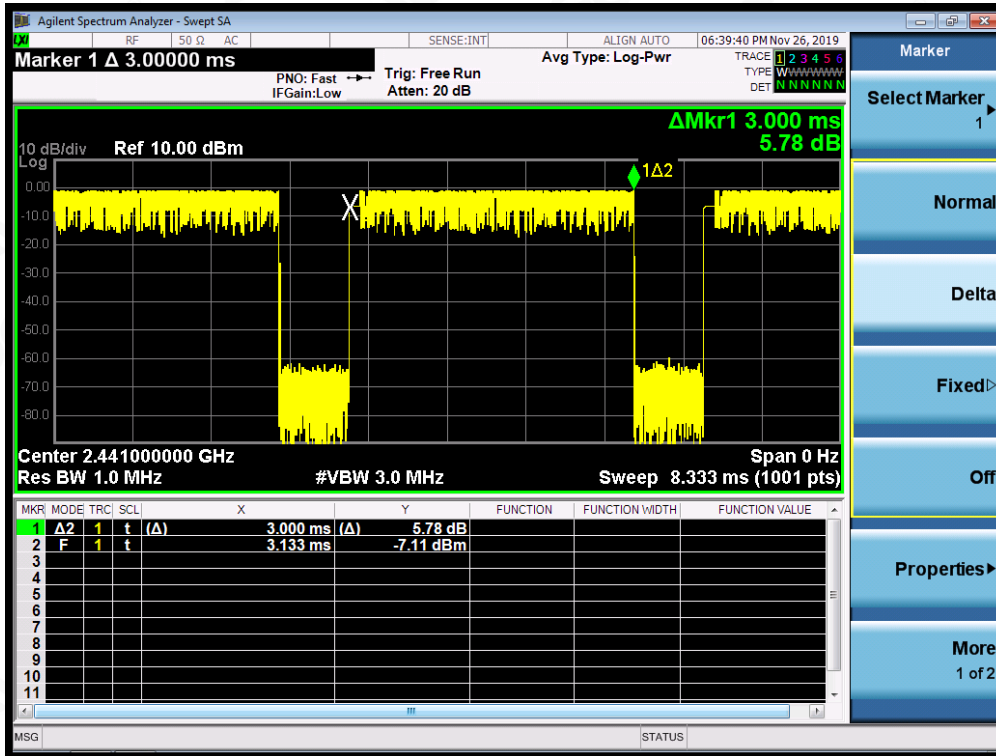 Agilent Spectrum Analyzer - Swept SA
LXI RF 50 Ω AC SENSE:INT ALIGN AUTO 06:39:40 PM Nov 26, 2019
Marker 1 Δ 3.00000 ms
PNO: Fast
IFGain:Low
Trig: Free Run
Atten: 20 dB
Avg Type: Log-Pwr
TRACE 1 2 3 4 5 6
TYPE WWWWWWW
DET N N N N N N
ΔMkr1 3.000 ms
5.78 dB
10 dB/div Ref 10.00 dBm
Log
0.00
-10.0
-20.0
-30.0
-40.0
-50.0
-60.0
-70.0
-80.0
1Δ2
Center 2.441000000 GHz Span 0 Hz
Res BW 1.0 MHz #VBW 3.0 MHz Sweep 8.333 ms (1001 pts)
MKR MODE TRC SCL X Y FUNCTION FUNCTION WIDTH FUNCTION VALUE
1 Δ2 1 t (Δ) 3.000 ms (Δ) 5.78 dB
2 F 1 t 3.133 ms -7.11 dBm
3
4
5
6
7
8
9
10
11
MSG STATUS
Marker
Select Marker
1
Normal
Delta
Fixed
Off
Properties
More
1 of 2